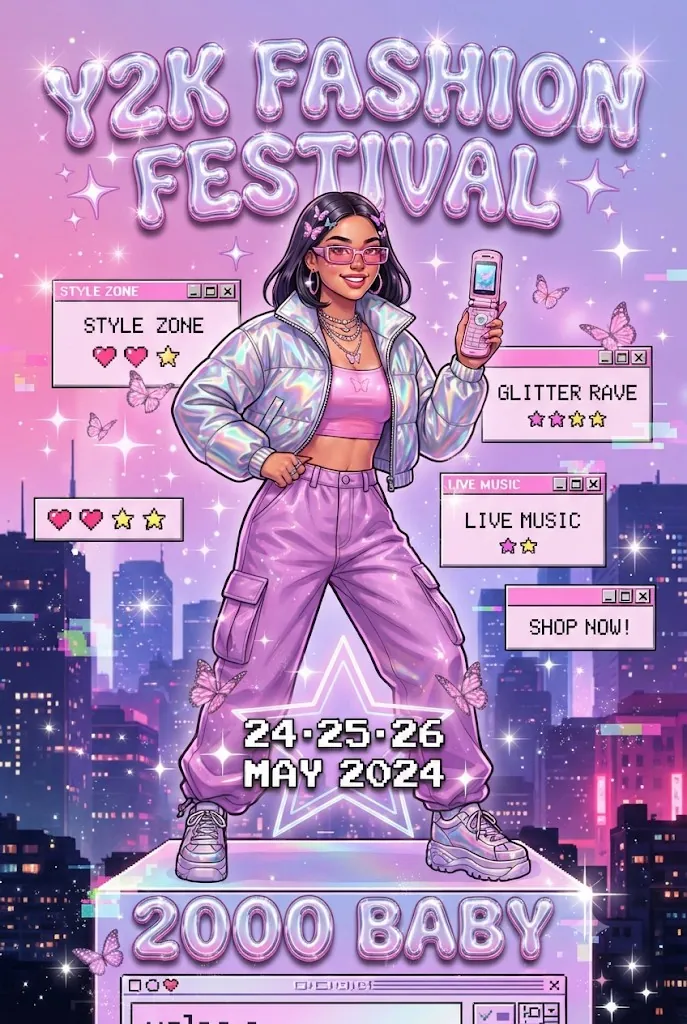 Y2K FASHION
FESTIVAL
STYLE ZONE
STYLE ZONE
GLITTER RAVE
LIVE MUSIC
LIVE MUSIC
SHOP NOW!
24·25·26
MAY 2024
2000 BABY